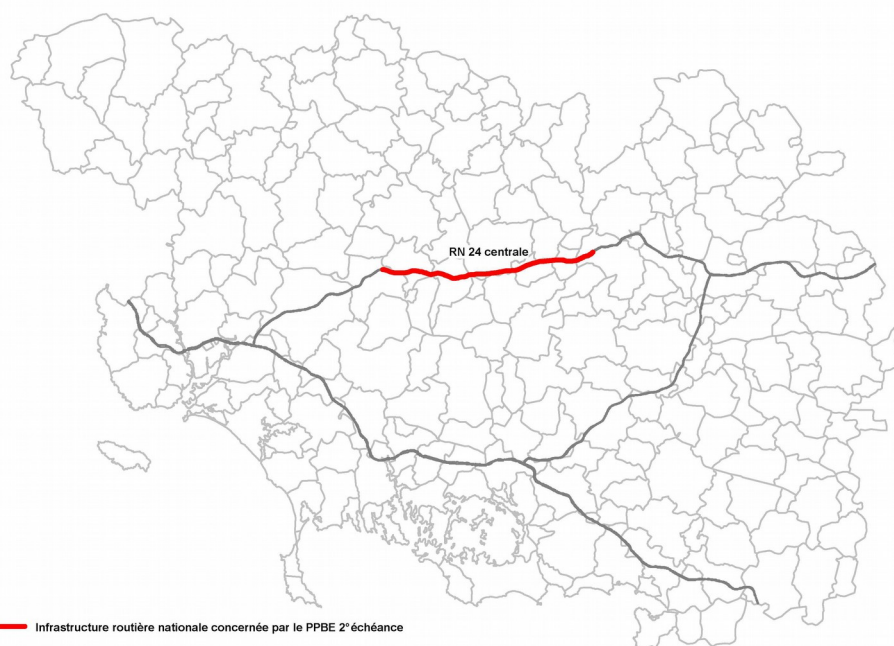 RN 24 centrale
Infrastructure routière nationale concernée par le PPBE 2° échéance